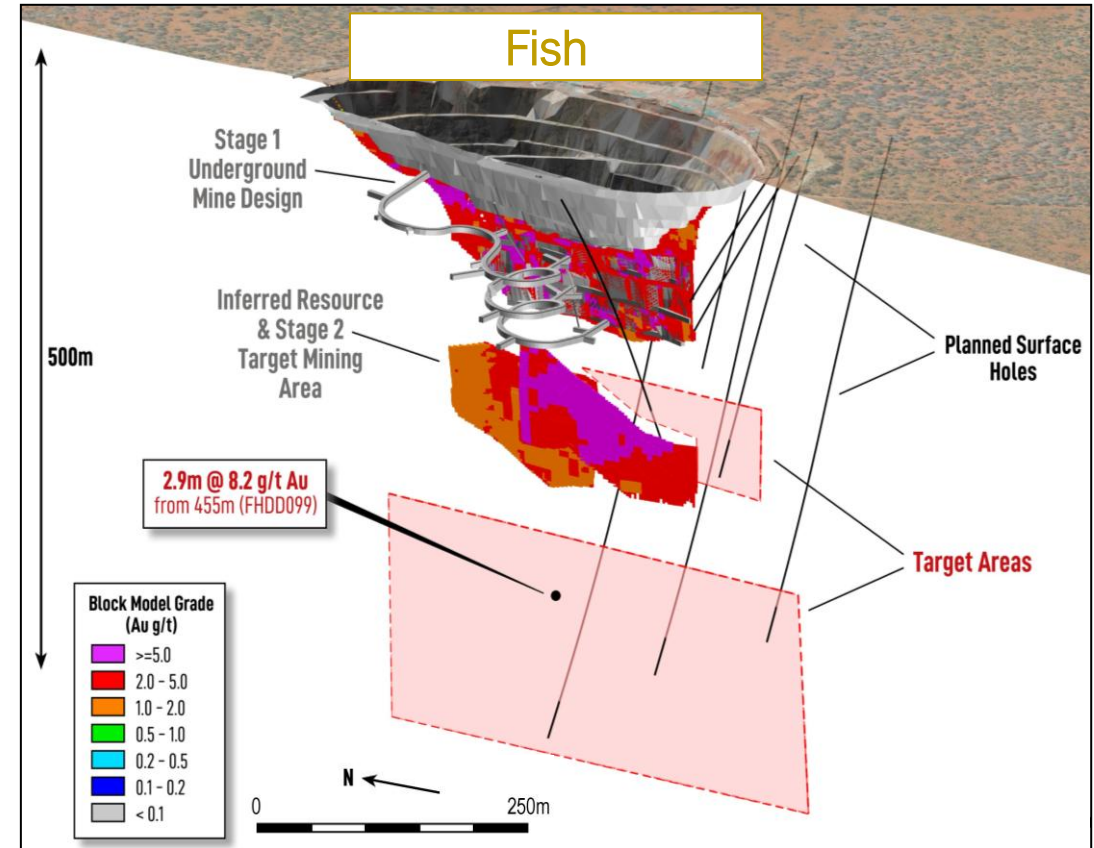 Fish
Stage 1
Underground
Mine Design
Inferred Resource
& Stage 2
Target Mining
Area
500m
Planned Surface
Holes
2.9m @ 8.2 g/t Au
from 455m (FHDD099)
Target Areas
Block Model Grade
(Au g/t)
>=5.0
2.0 - 5.0
1.0 - 2.0
0.5 - 1.0
0.2 - 0.5
0.1 - 0.2
< 0.1
N
0 250m